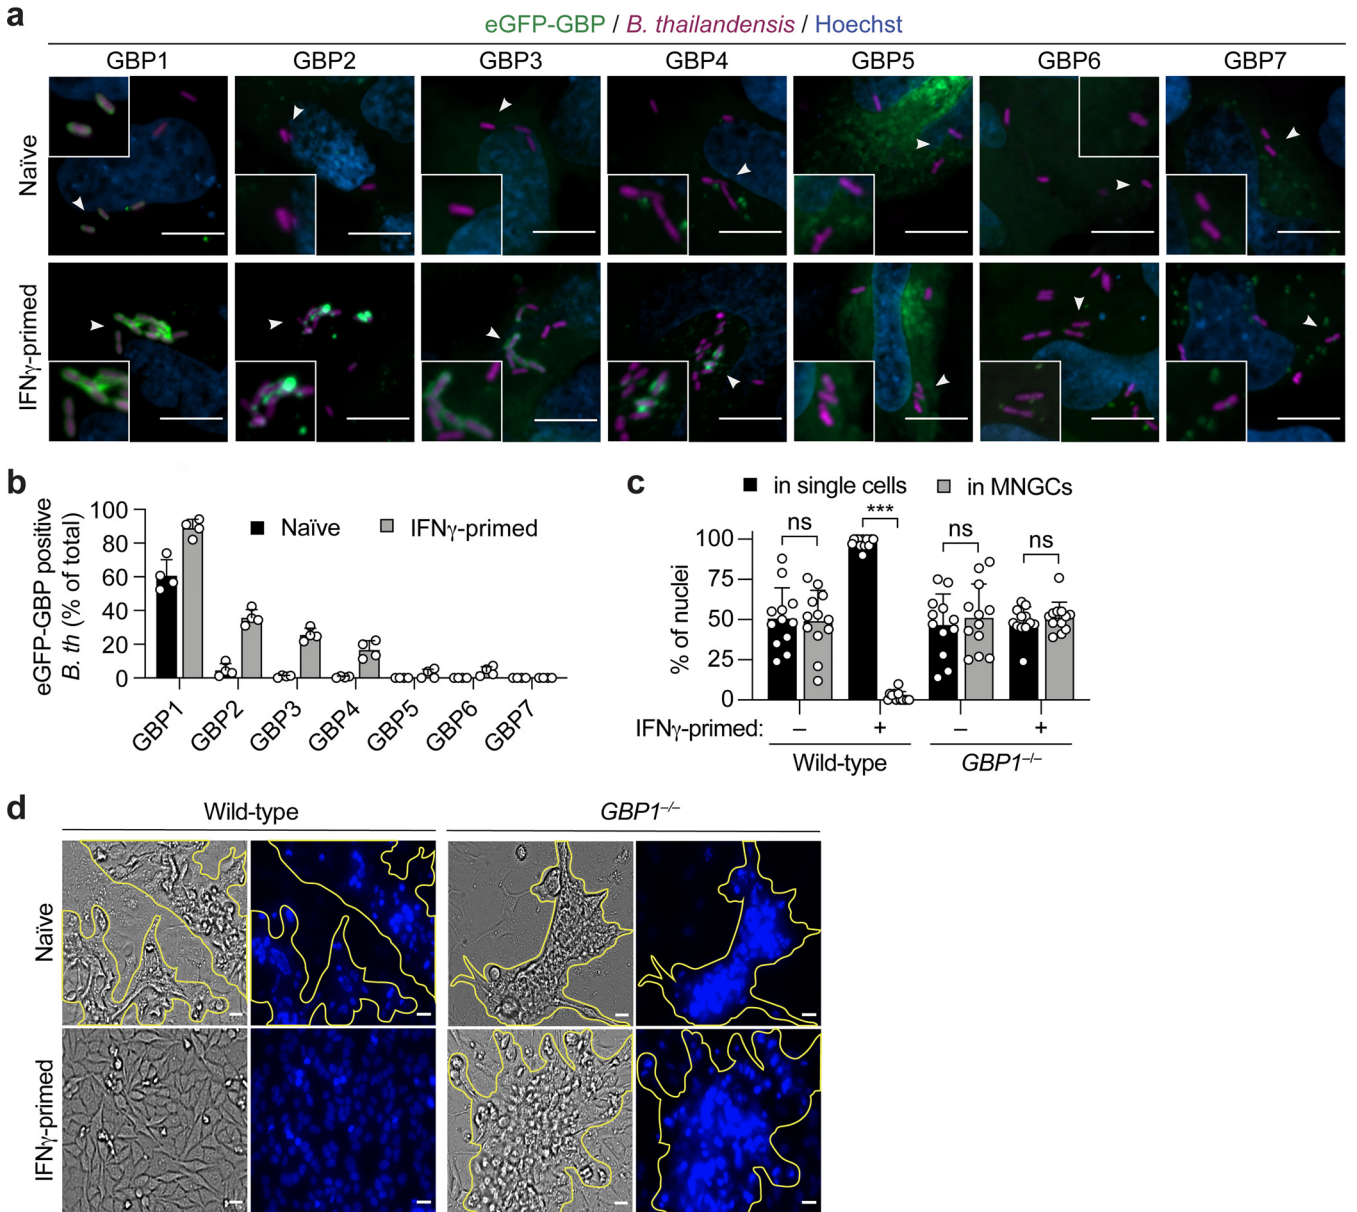 a
eGFP-GBP / B. thailandensis / Hoechst
GBP1 GBP2 GBP3 GBP4 GBP5 GBP6 GBP7
Naïve
IFNγ-primed
b
eGFP-GBP positive
B. th (% of total)
100
80
60
40
20
0
Naïve IFNγ-primed
GBP1 GBP2 GBP3 GBP4 GBP5 GBP6 GBP7
c
in single cells in MNGCs
% of nuclei
100
75
50
25
0
ns *** ns ns
IFNγ-primed: – + – +
Wild-type GBP1–/–
d
Wild-type GBP1–/–
Naïve
IFNγ-primed